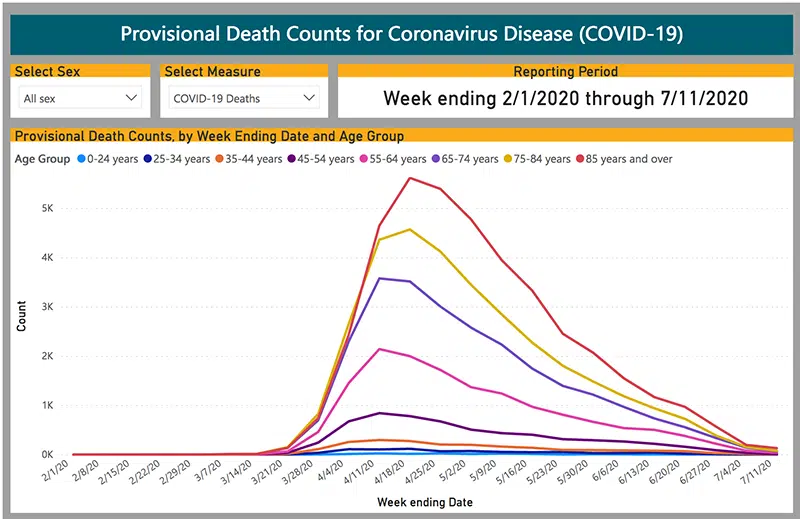 Provisional Death Counts for Coronavirus Disease (COVID-19)
Select Sex
All sex
Select Measure
COVID-19 Deaths
Reporting Period
Week ending 2/1/2020 through 7/11/2020
Provisional Death Counts, by Week Ending Date and Age Group
Age Group 0-24 years 25-34 years 35-44 years 45-54 years 55-64 years 65-74 years 75-84 years 85 years and over
5K
4K
3K
2K
1K
0K
Count
2/1/20 2/8/20 2/15/20 2/22/20 2/29/20 3/7/20 3/14/20 3/21/20 3/28/20 4/4/20 4/11/20 4/18/20 4/25/20 5/2/20 5/9/20 5/16/20 5/23/20 5/30/20 6/6/20 6/13/20 6/20/20 6/27/20 7/4/20 7/11/20
Week ending Date